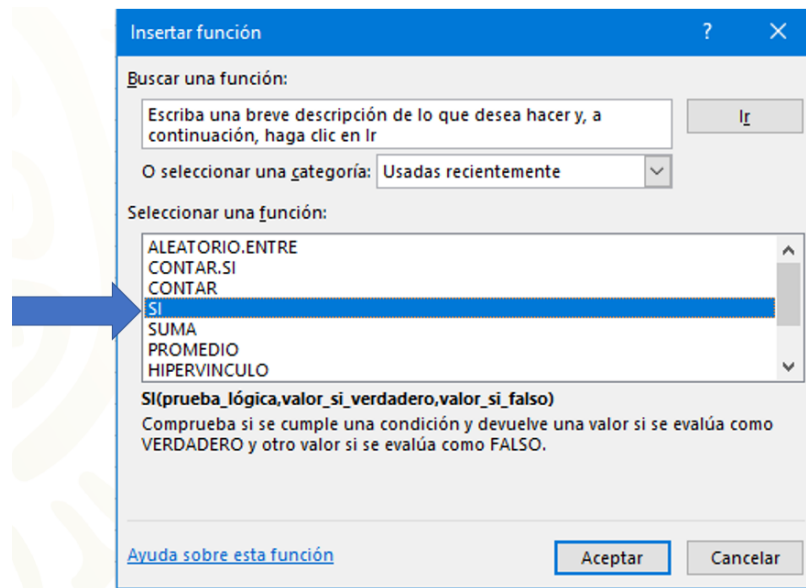 Insertar función
? ×
Buscar una función:
Escriba una breve descripción de lo que desea hacer y, a
continuación, haga clic en Ir
Ir
O seleccionar una categoría: Usadas recientemente
Seleccionar una función:
ALEATORIO.ENTRE
CONTAR.SI
CONTAR
SI
SUMA
PROMEDIO
HIPERVINCULO
SI(prueba_lógica,valor_si_verdadero,valor_si_falso)
Comprueba si se cumple una condición y devuelve una valor si se evalúa como
VERDADERO y otro valor si se evalúa como FALSO.
Ayuda sobre esta función
Aceptar
Cancelar